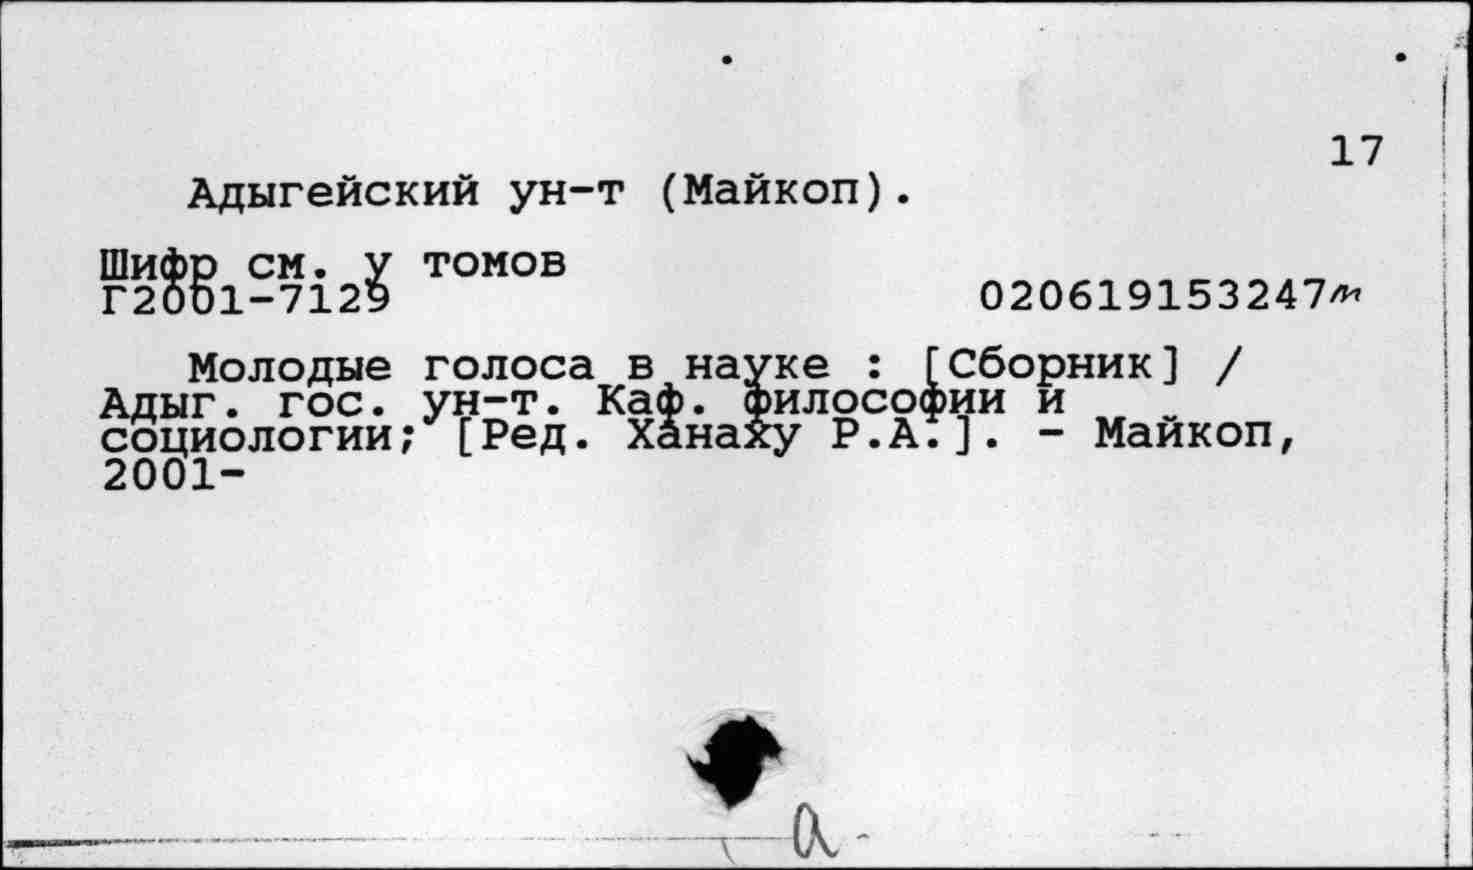 17
Адыгейский ун-т (Майкоп).
Шифр см. у томов
Г2001-7129 020619153247
Молодые голоса в науке : [Сборник] /
Адыг. гос. ун-т. Каф. философии и
социологии; [Ред. Ханаху Р.А.]. - Майкоп,
2001-